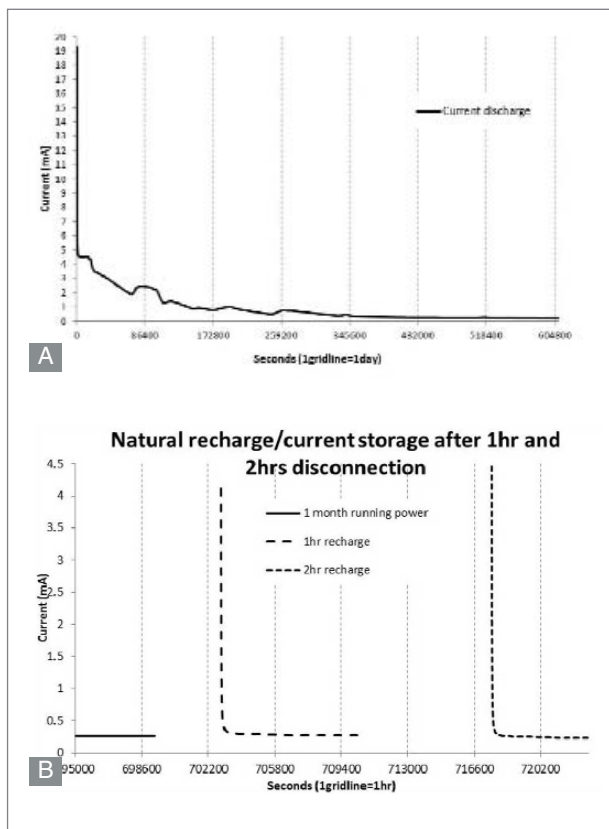 20
19
18
17
16
15
14
13
12
11
10
9
8
7
6
5
4
3
2
1
0
Current [mA]
Current discharge
0 86400 172800 259200 345600 432000 518400 604800
Seconds (1gridline=1day)
A
Natural recharge/current storage after 1hr and
2hrs disconnection
4.5
4
3.5
3
2.5
2
1.5
1
0.5
0
Current (mA)
1 month running power
1hr recharge
2hr recharge
95000 698600 702200 705800 709400 713000 716600 720200
Seconds (1gridline=1hr)
B